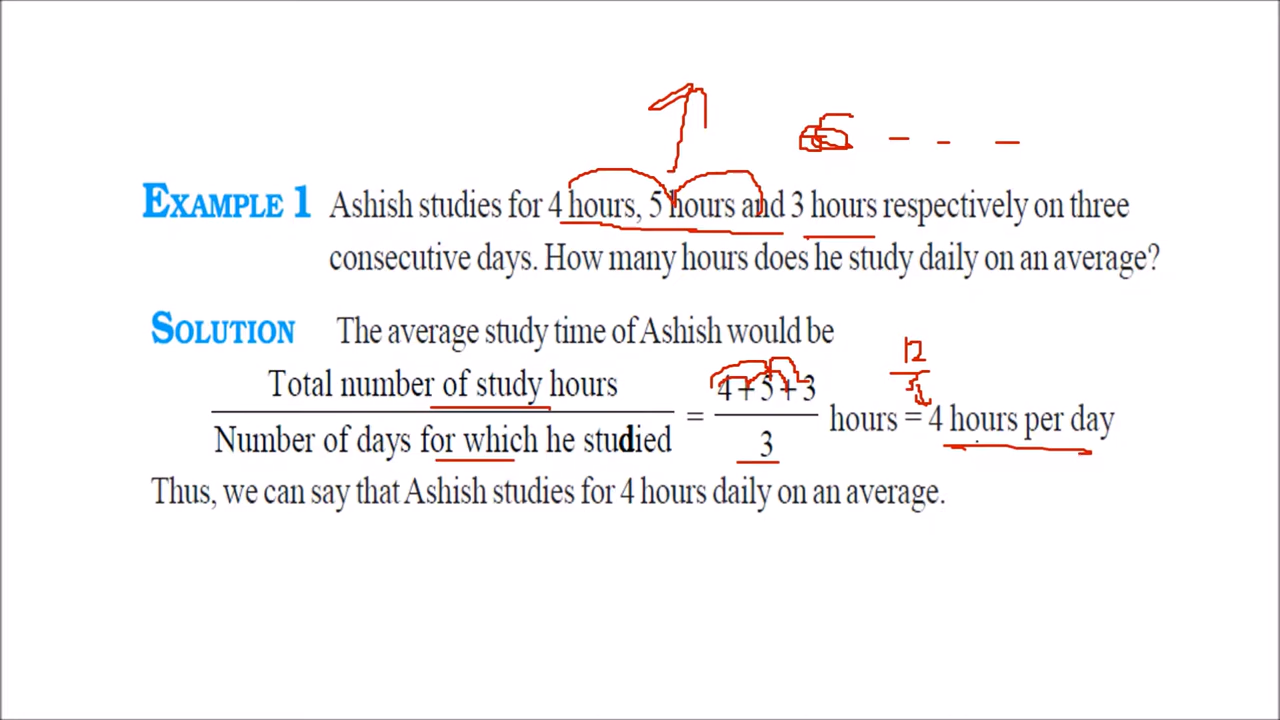 EXAMPLE 1 Ashish studies for 4 hours, 5 hours and 3 hours respectively on three
consecutive days. How many hours does he study daily on an average?
SOLUTION The average study time of Ashish would be
Total number of study hours
Number of days for which he studied
= 4+5+3
3
hours = 4 hours per day
12
Thus, we can say that Ashish studies for 4 hours daily on an average.